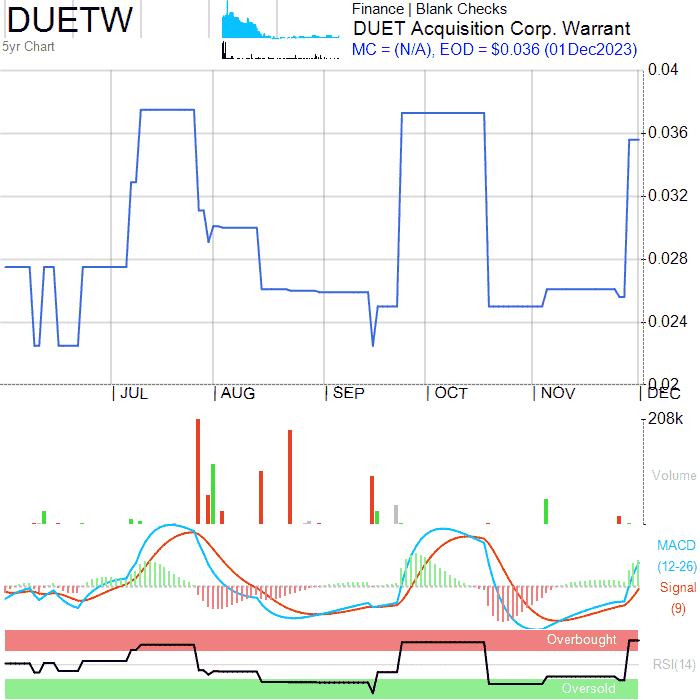 DUETW
5yr Chart
Finance | Blank Checks
DUET Acquisition Corp. Warrant
MC = (N/A), EOD = $0.036 (01Dec2023)
0.04
0.036
0.032
0.028
0.024
0.02
JUL AUG SEP OCT NOV DEC
208k
Volume
MACD
(12-26)
Signal
(9)
Overbought
RSI(14)
Oversold